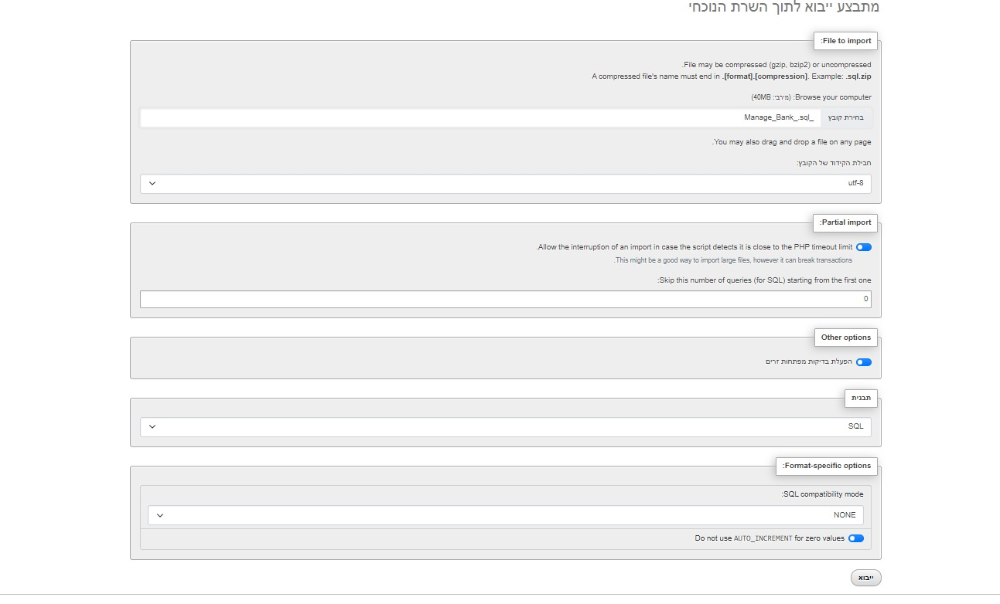 מתבצע ייבוא לתוך השרת הנוכחי
File to import:
File may be compressed (gzip, bzip2) or uncompressed.
A compressed file's name must end in .[format].[compression]. Example: .sql.zip
Browse your computer: (מירבי: 40MB)
בחירת קובץ _Manage_Bank_.sql
You may also drag and drop a file on any page.
חבילת הקידוד של הקובץ:
utf-8
Partial import:
Allow the interruption of an import in case the script detects it is close to the PHP timeout limit.
This might be a good way to import large files, however it can break transactions.
Skip this number of queries (for SQL) starting from the first one:
0
Other options
הפעלת בדיקות מפתחות זרים
תבנית
SQL
Format-specific options:
SQL compatibility mode:
NONE
Do not use AUTO_INCREMENT for zero values
ייבוא